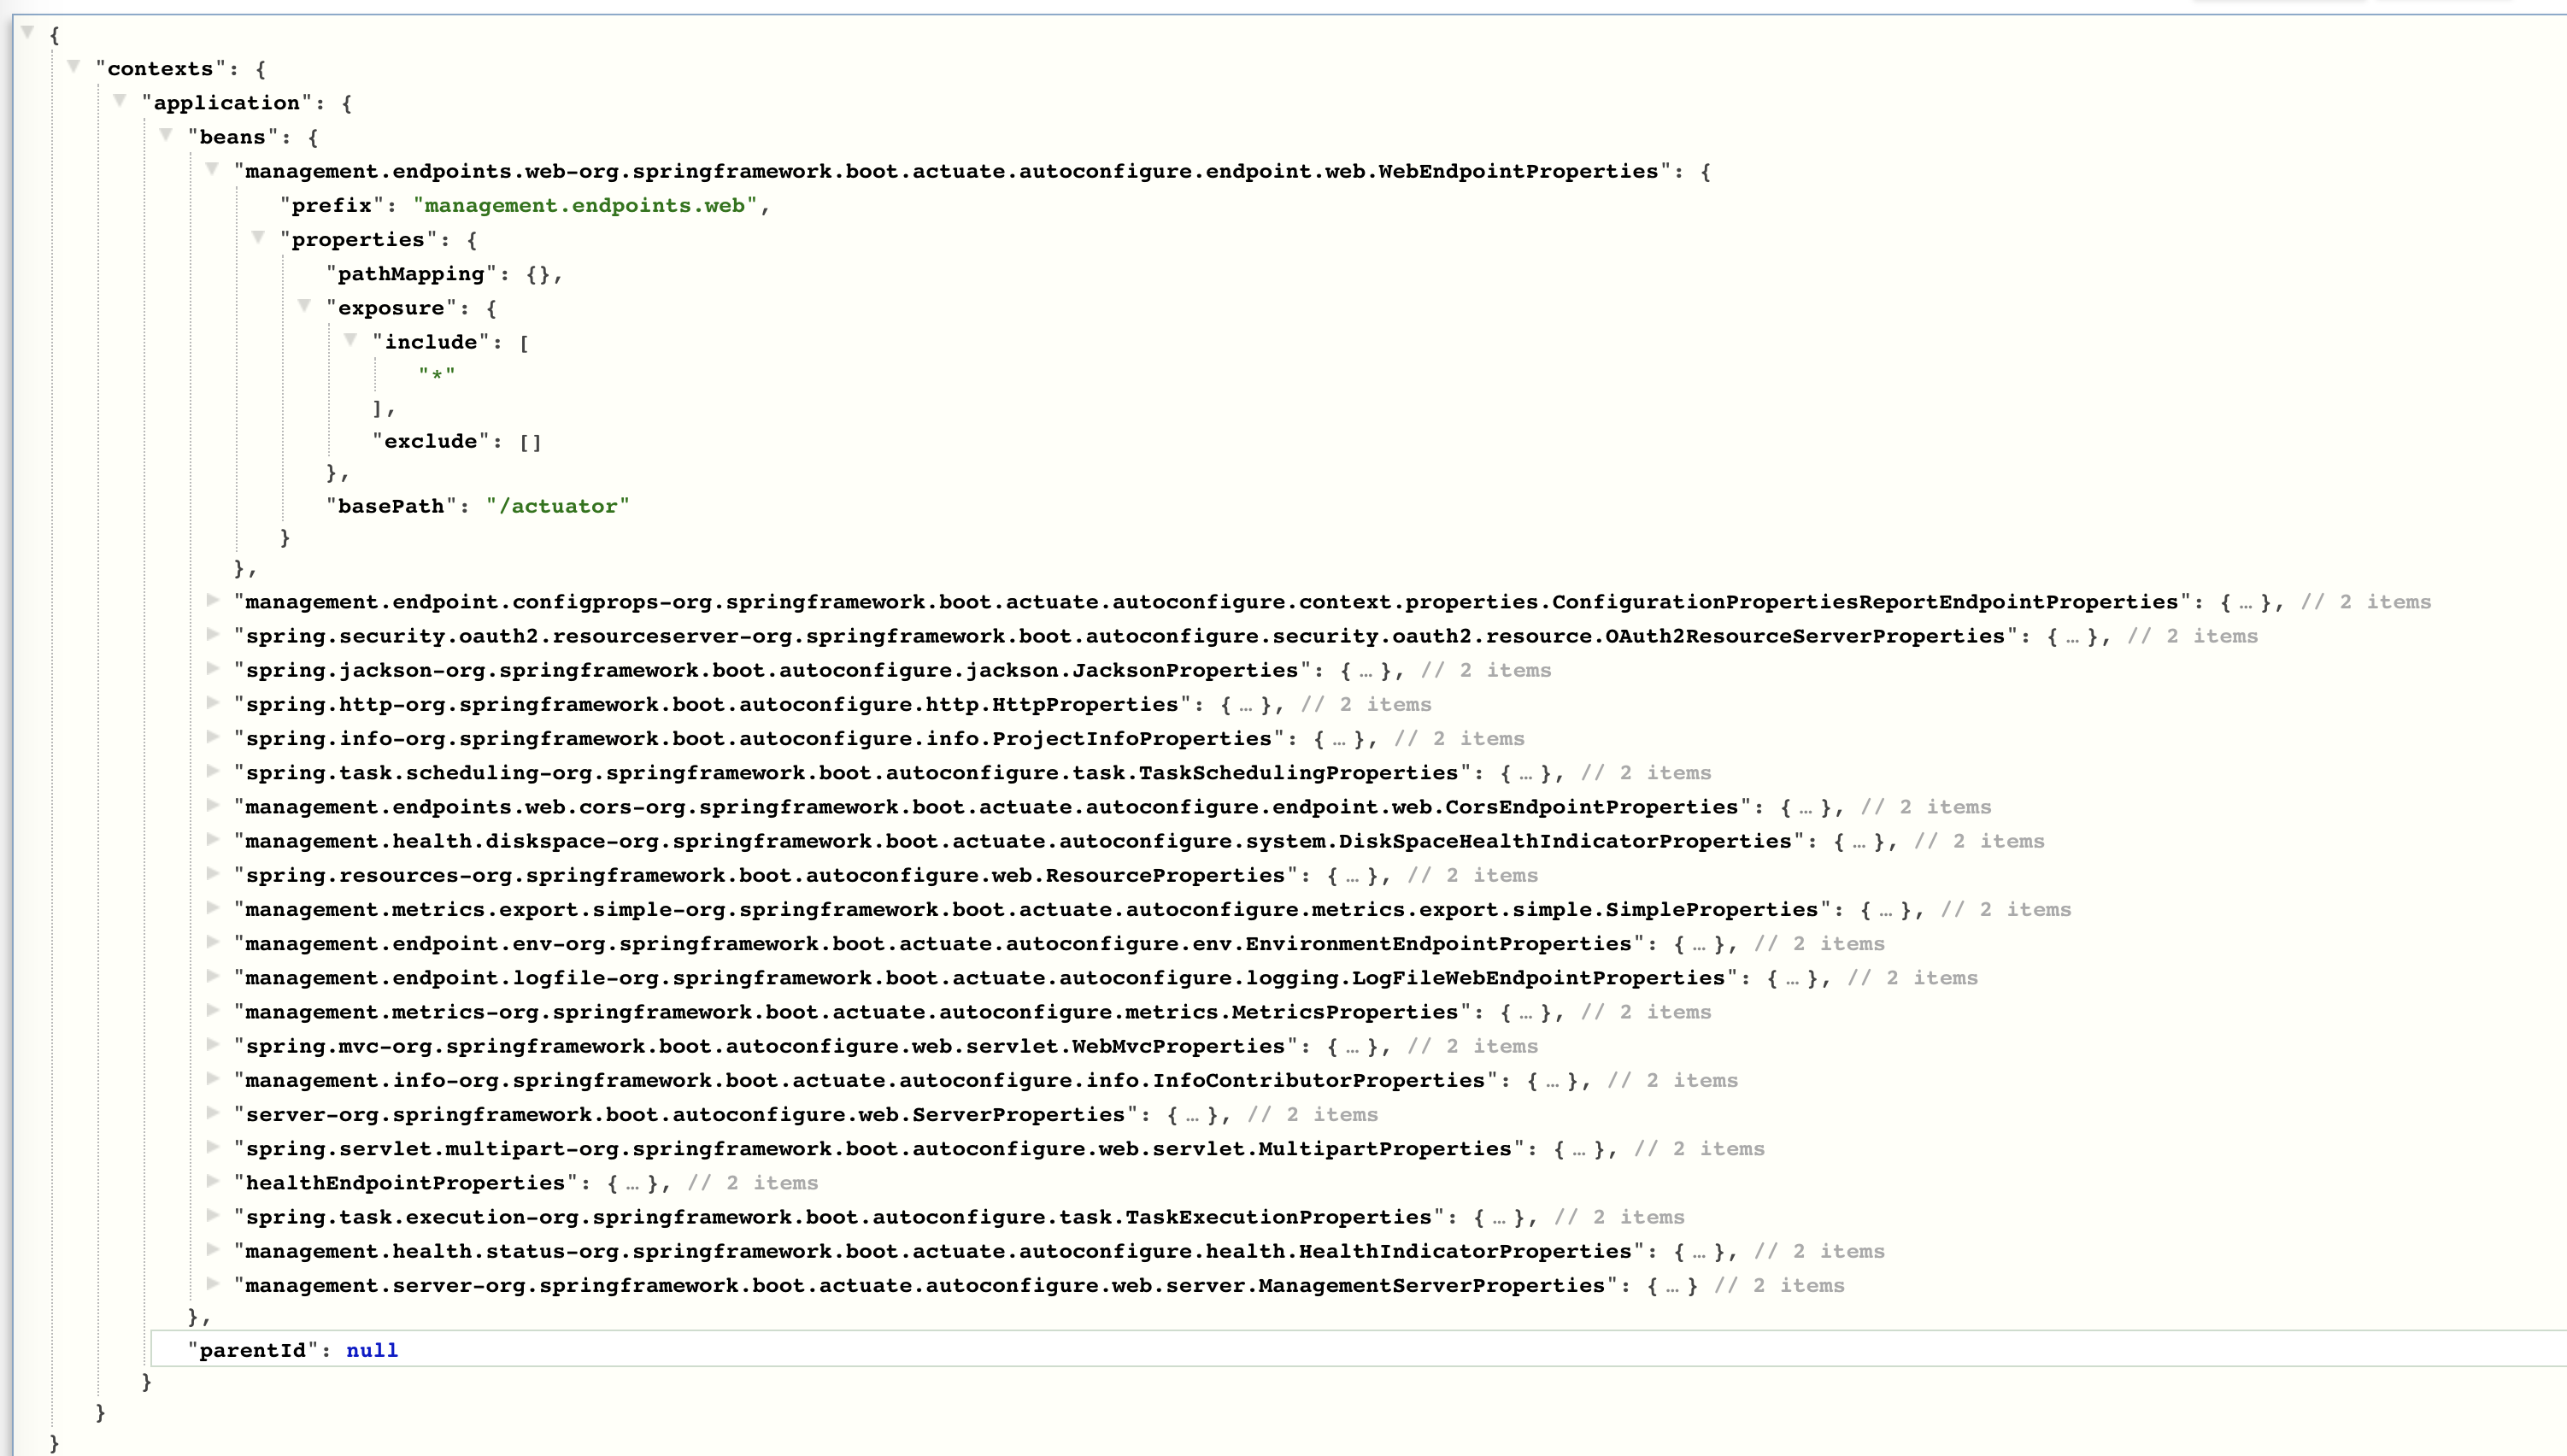 {
"contexts": {
"application": {
"beans": {
"management.endpoints.web-org.springframework.boot.actuate.autoconfigure.endpoint.web.WebEndpointProperties": {
"prefix": "management.endpoints.web",
"properties": {
"pathMapping": {},
"exposure": {
"include": [
"*"
],
"exclude": []
},
"basePath": "/actuator"
}
},
"management.endpoint.configprops-org.springframework.boot.actuate.autoconfigure.context.properties.ConfigurationPropertiesReportEndpointProperties": { … }, // 2 items
"spring.security.oauth2.resourceserver-org.springframework.boot.autoconfigure.security.oauth2.resource.OAuth2ResourceServerProperties": { … }, // 2 items
"spring.jackson-org.springframework.boot.autoconfigure.jackson.JacksonProperties": { … }, // 2 items
"spring.http-org.springframework.boot.autoconfigure.http.HttpProperties": { … }, // 2 items
"spring.info-org.springframework.boot.autoconfigure.info.ProjectInfoProperties": { … }, // 2 items
"spring.task.scheduling-org.springframework.boot.autoconfigure.task.TaskSchedulingProperties": { … }, // 2 items
"management.endpoints.web.cors-org.springframework.boot.actuate.autoconfigure.endpoint.web.CorsEndpointProperties": { … }, // 2 items
"management.health.diskspace-org.springframework.boot.actuate.autoconfigure.system.DiskSpaceHealthIndicatorProperties": { … }, // 2 items
"spring.resources-org.springframework.boot.autoconfigure.web.ResourceProperties": { … }, // 2 items
"management.metrics.export.simple-org.springframework.boot.actuate.autoconfigure.metrics.export.simple.SimpleProperties": { … }, // 2 items
"management.endpoint.env-org.springframework.boot.actuate.autoconfigure.env.EnvironmentEndpointProperties": { … }, // 2 items
"management.endpoint.logfile-org.springframework.boot.actuate.autoconfigure.logging.LogFileWebEndpointProperties": { … }, // 2 items
"management.metrics-org.springframework.boot.actuate.autoconfigure.metrics.MetricsProperties": { … }, // 2 items
"spring.mvc-org.springframework.boot.autoconfigure.web.servlet.WebMvcProperties": { … }, // 2 items
"management.info-org.springframework.boot.actuate.autoconfigure.info.InfoContributorProperties": { … }, // 2 items
"server-org.springframework.boot.autoconfigure.web.ServerProperties": { … }, // 2 items
"spring.servlet.multipart-org.springframework.boot.autoconfigure.web.servlet.MultipartProperties": { … }, // 2 items
"healthEndpointProperties": { … }, // 2 items
"spring.task.execution-org.springframework.boot.autoconfigure.task.TaskExecutionProperties": { … }, // 2 items
"management.health.status-org.springframework.boot.actuate.autoconfigure.health.HealthIndicatorProperties": { … }, // 2 items
"management.server-org.springframework.boot.actuate.autoconfigure.web.server.ManagementServerProperties": { … } // 2 items
},
"parentId": null
}
}
}